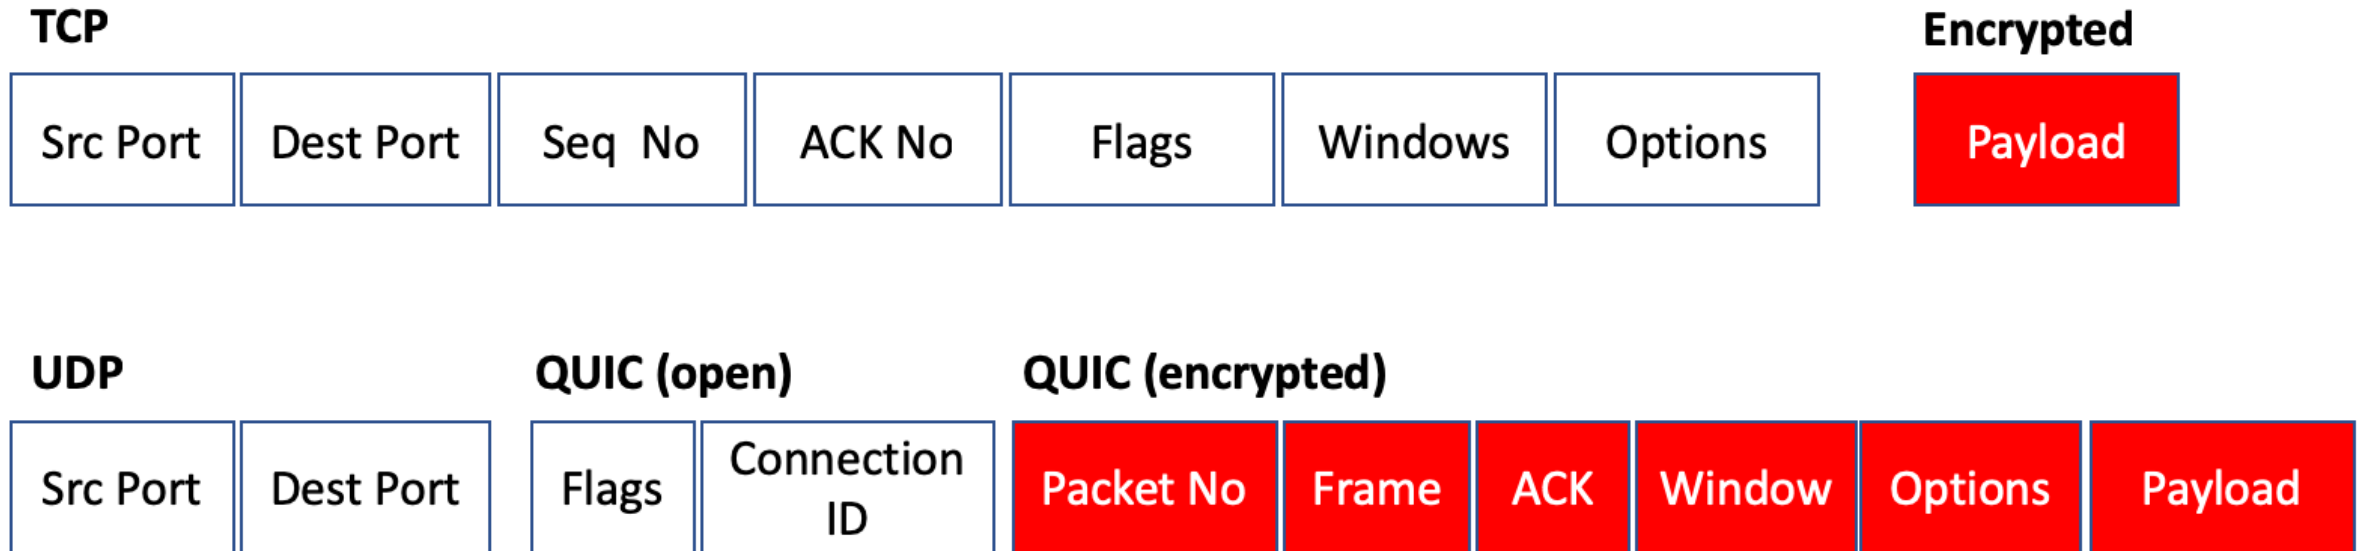 TCP Encrypted
Src Port Dest Port Seq No ACK No Flags Windows Options Payload
UDP QUIC (open) QUIC (encrypted)
Src Port Dest Port Flags Connection ID Packet No Frame ACK Window Options Payload